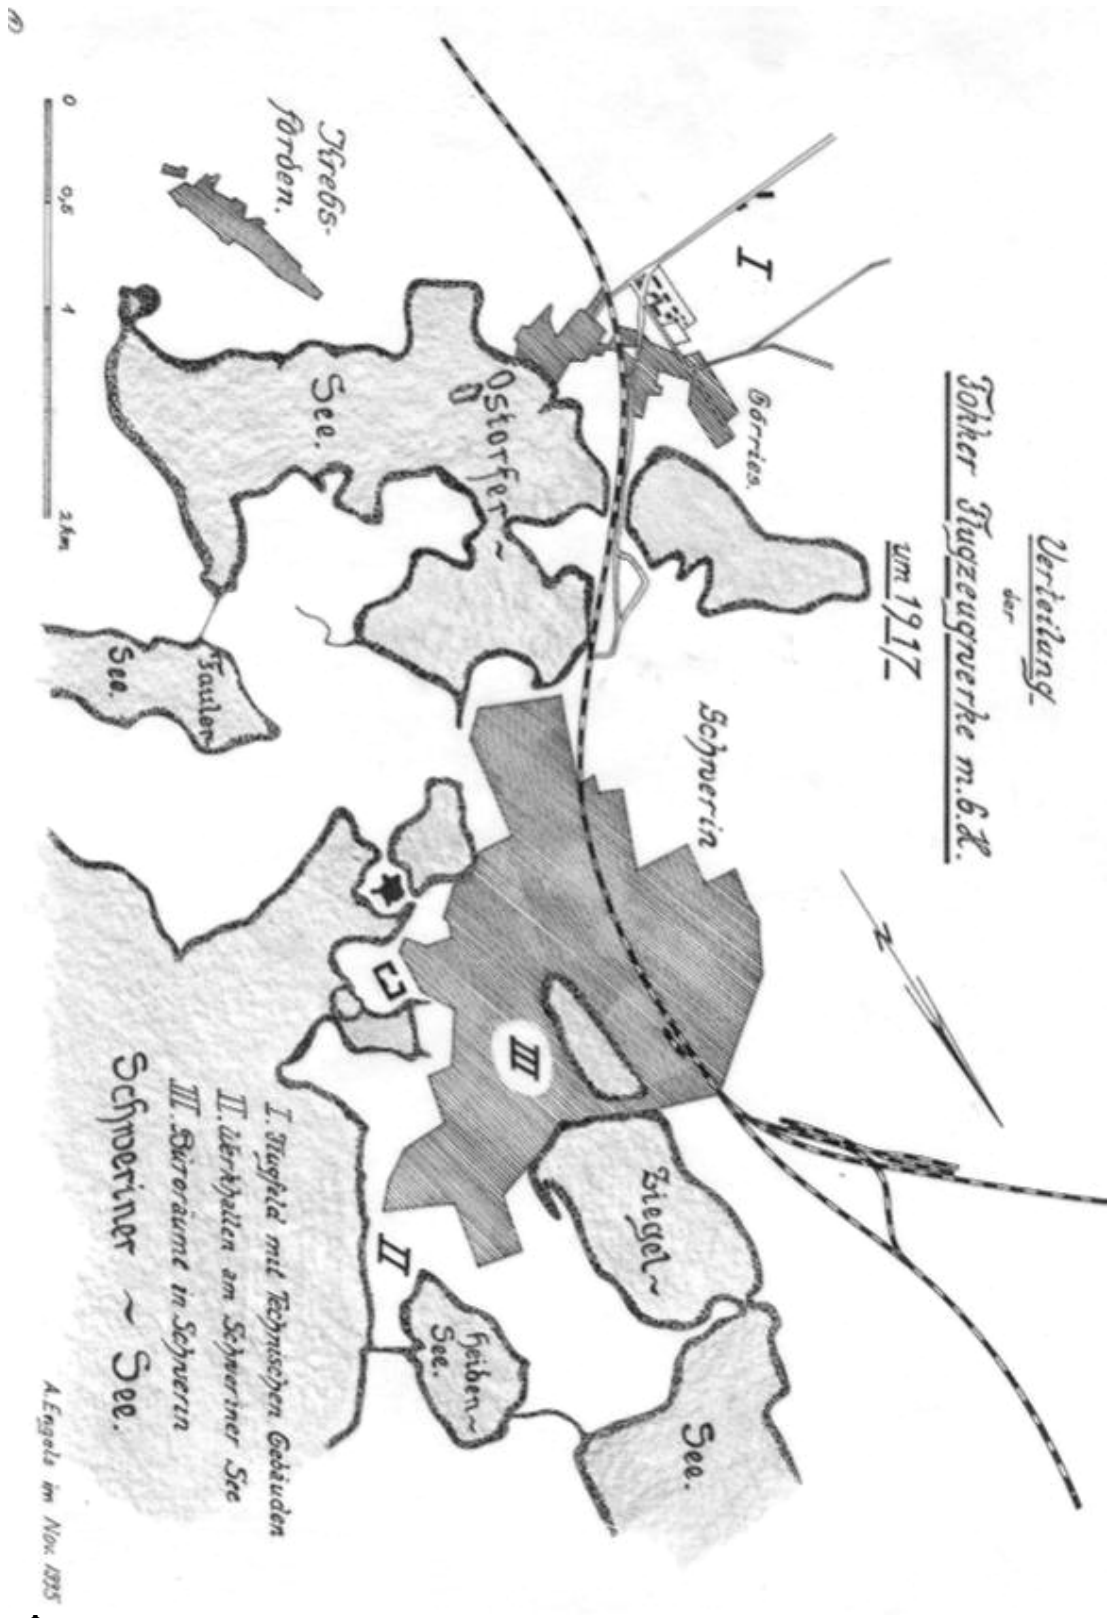 Verteilung
der
Fokker Flugzeugwerke m.b.H.
um 1917
I
Görries.
Krebs-
förden.
0
0,5
1
2 km
Ostorfer ~
See.
Fauler
See.
Schwerin
N
III
Ziegel ~
See.
II
Heiden ~
See.
I. Flugfeld mit Technischen Gebäuden
II. Werkhallen am Schweriner See
III. Büroräume in Schwerin
Schweriner ~ See.
A. Engels im Nov. 1995